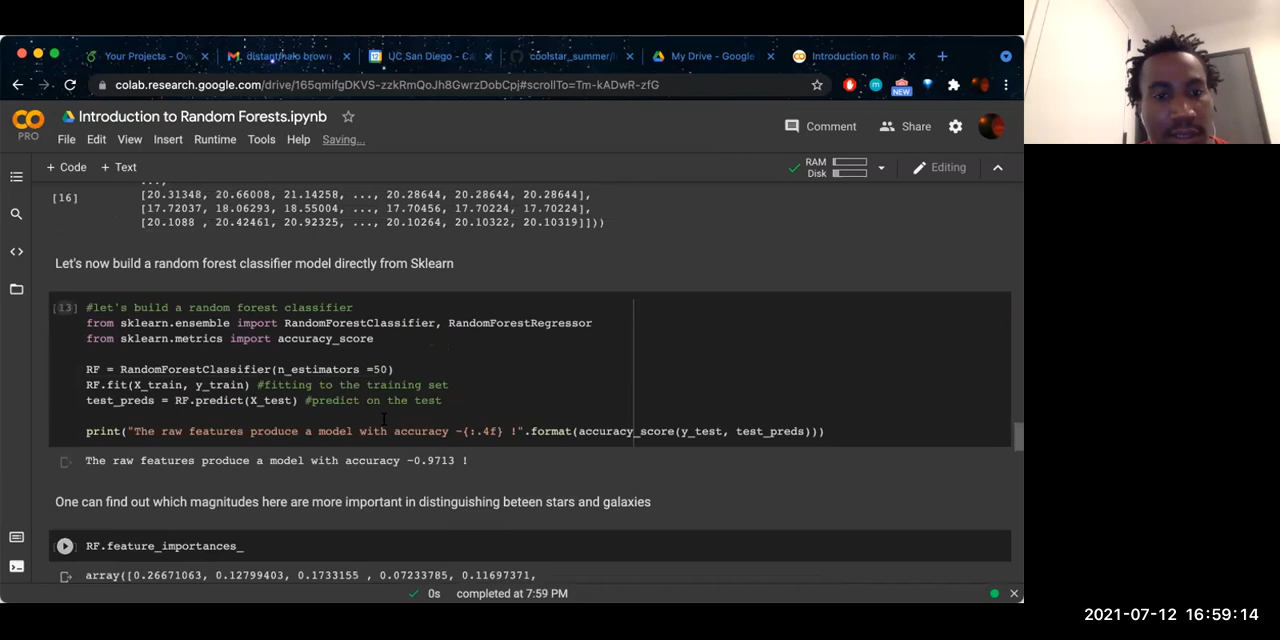 Your Projects - Ove
distant/halo brown
UC San Diego - Ca
coolstar_summer/
My Drive - Google
Introduction to Ran
colab.research.google.com/drive/165qmifgDKVS-zzkRmQoJh8GwrzDobCpj#scrollTo=Tm-kADwR-zfG
NEW
Introduction to Random Forests.ipynb
PRO
File Edit View Insert Runtime Tools Help Saving...
Comment Share
+ Code + Text
RAM
Disk
Editing
...,
[16]
[20.31348, 20.66008, 21.14258, ..., 20.28644, 20.28644, 20.28644],
[17.72037, 18.06293, 18.55004, ..., 17.70456, 17.70224, 17.70224],
[20.1088 , 20.42461, 20.92325, ..., 20.10264, 20.10322, 20.10319]]))
Let's now build a random forest classifier model directly from Sklearn
[13] #let's build a random forest classifier
from sklearn.ensemble import RandomForestClassifier, RandomForestRegressor
from sklearn.metrics import accuracy_score
RF = RandomForestClassifier(n_estimators =50)
RF.fit(X_train, y_train) #fitting to the training set
test_preds = RF.predict(X_test) #predict on the test
print("The raw features produce a model with accuracy ~{:.4f} !".format(accuracy_score(y_test, test_preds)))
The raw features produce a model with accuracy ~0.9713 !
One can find out which magnitudes here are more important in distinguishing beteen stars and galaxies
RF.feature_importances_
array([0.26671063, 0.12799403, 0.1733155 , 0.07233785, 0.11697371,
0s completed at 7:59 PM
2021-07-12 16:59:14